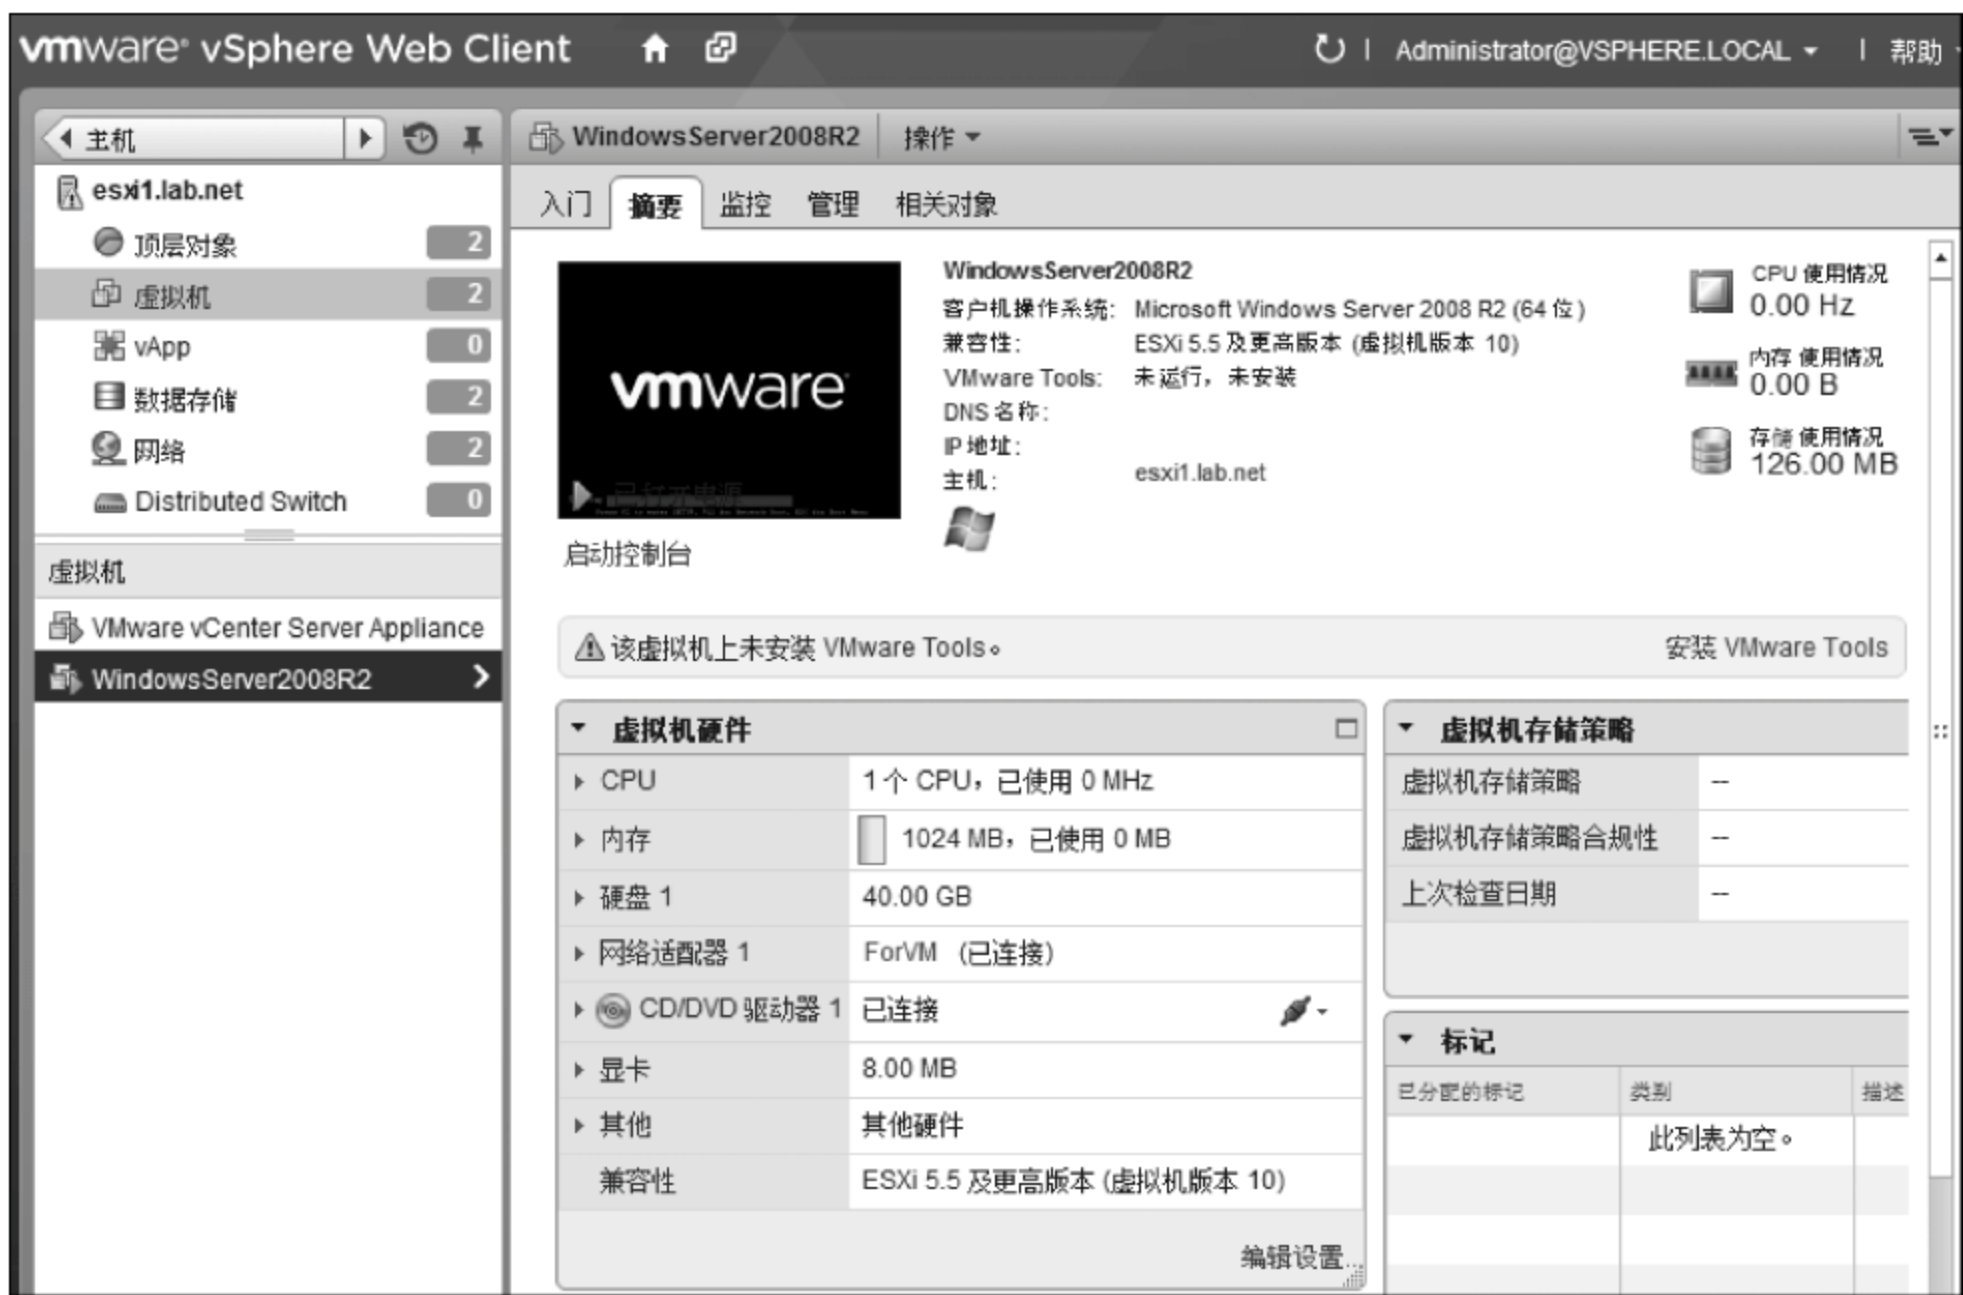 vmware vSphere Web Client
Administrator@VSPHERE.LOCAL
帮助
主机
esxi1.lab.net
顶层对象 2
虚拟机 2
vApp 0
数据存储 2
网络 2
Distributed Switch 0
虚拟机
VMware vCenter Server Appliance
WindowsServer2008R2
WindowsServer2008R2 操作
入门 摘要 监控 管理 相关对象
vmware
已打开电源
启动控制台
WindowsServer2008R2
客户机操作系统: Microsoft Windows Server 2008 R2 (64 位)
兼容性: ESXi 5.5 及更高版本 (虚拟机版本 10)
VMware Tools: 未运行，未安装
DNS 名称:
IP 地址:
主机: esxi1.lab.net
CPU 使用情况
0.00 Hz
内存 使用情况
0.00 B
存储 使用情况
126.00 MB
该虚拟机上未安装 VMware Tools。 安装 VMware Tools
虚拟机硬件
CPU 1 个 CPU，已使用 0 MHz
内存 1024 MB，已使用 0 MB
硬盘 1 40.00 GB
网络适配器 1 ForVM (已连接)
CD/DVD 驱动器 1 已连接
显卡 8.00 MB
其他 其他硬件
兼容性 ESXi 5.5 及更高版本 (虚拟机版本 10)
编辑设置...
虚拟机存储策略
虚拟机存储策略 --
虚拟机存储策略合规性 --
上次检查日期 --
标记
已分配的标记 类别 描述
此列表为空。